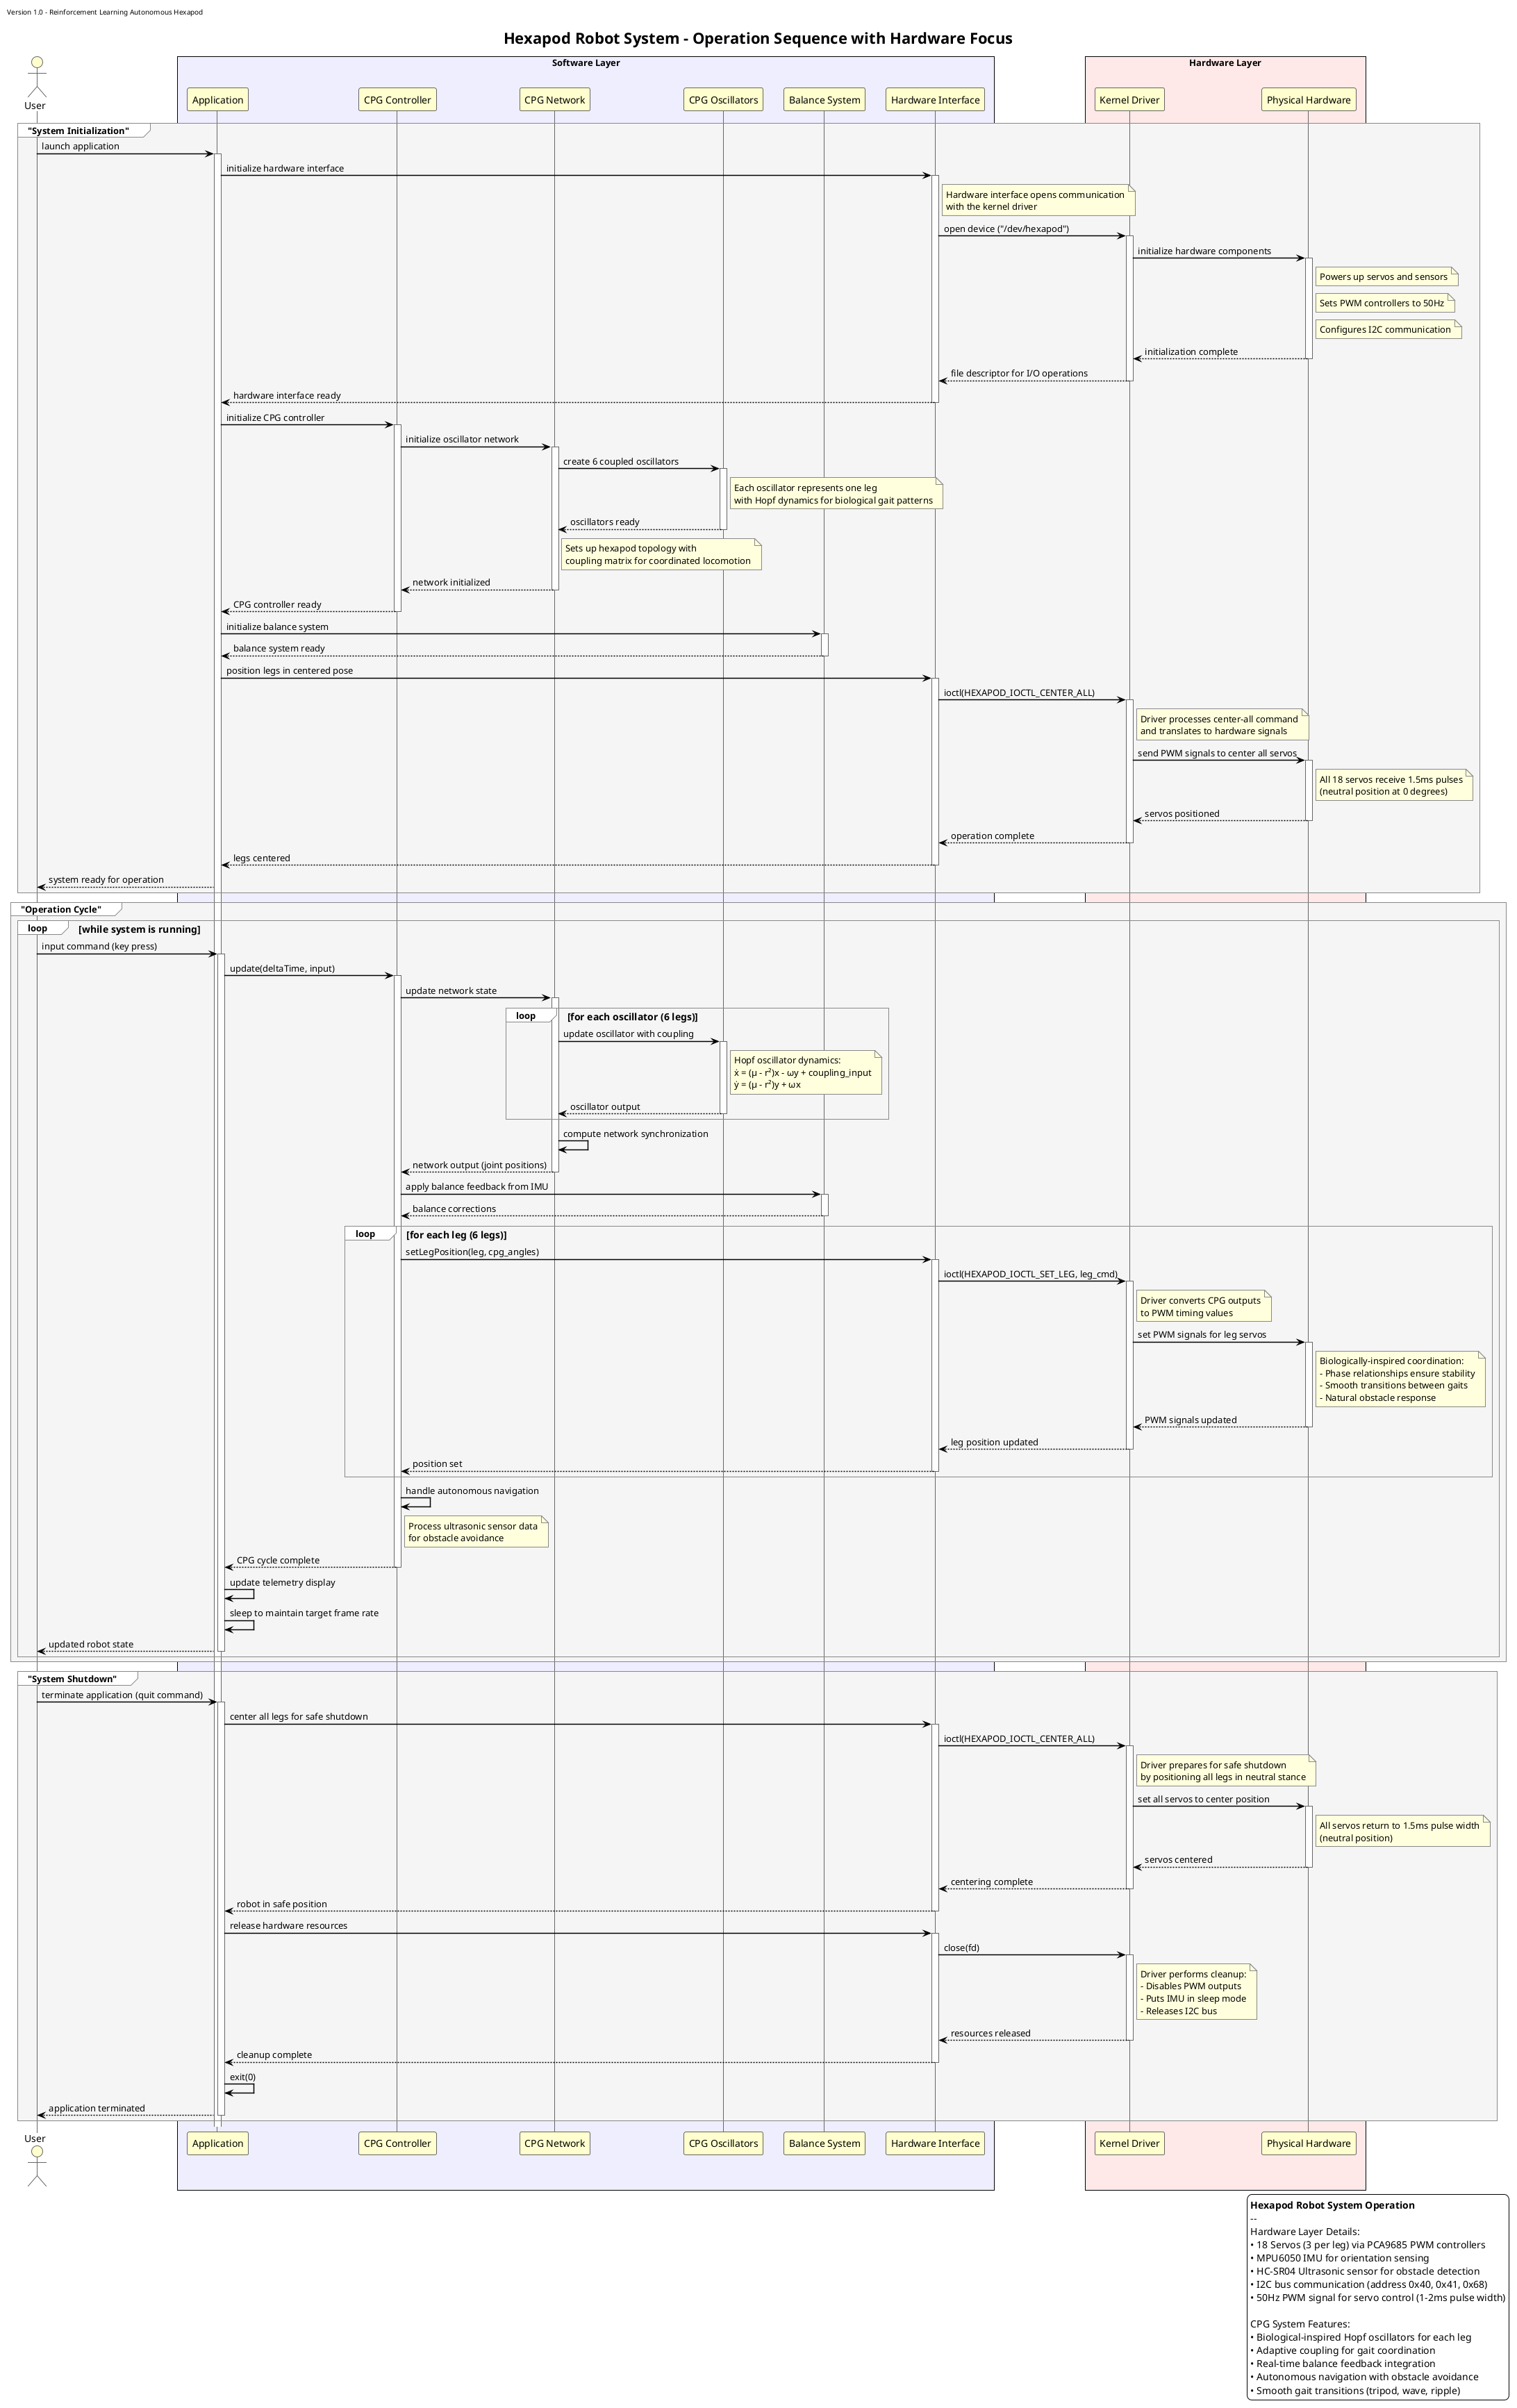 Version 1.0 - Reinforcement Learning Autonomous Hexapod
Hexapod Robot System - Operation Sequence with Hardware Focus
Software Layer
Hardware Layer
User
Application
CPG Controller
CPG Network
CPG Oscillators
Balance System
Hardware Interface
Kernel Driver
Physical Hardware
"System Initialization"
launch application
initialize hardware interface
Hardware interface opens communication
with the kernel driver
open device ("/dev/hexapod")
initialize hardware components
Powers up servos and sensors
Sets PWM controllers to 50Hz
Configures I2C communication
initialization complete
file descriptor for I/O operations
hardware interface ready
initialize CPG controller
initialize oscillator network
create 6 coupled oscillators
Each oscillator represents one leg
with Hopf dynamics for biological gait patterns
oscillators ready
Sets up hexapod topology with
coupling matrix for coordinated locomotion
network initialized
CPG controller ready
initialize balance system
balance system ready
position legs in centered pose
ioctl(HEXAPOD_IOCTL_CENTER_ALL)
Driver processes center-all command
and translates to hardware signals
send PWM signals to center all servos
All 18 servos receive 1.5ms pulses
(neutral position at 0 degrees)
servos positioned
operation complete
legs centered
system ready for operation
"Operation Cycle"
loop [while system is running]
input command (key press)
update(deltaTime, input)
update network state
loop [for each oscillator (6 legs)]
update oscillator with coupling
Hopf oscillator dynamics:
ẋ = (μ - r²)x - ωy + coupling_input
ẏ = (μ - r²)y + ωx
oscillator output
compute network synchronization
network output (joint positions)
apply balance feedback from IMU
balance corrections
loop [for each leg (6 legs)]
setLegPosition(leg, cpg_angles)
ioctl(HEXAPOD_IOCTL_SET_LEG, leg_cmd)
Driver converts CPG outputs
to PWM timing values
set PWM signals for leg servos
Biologically-inspired coordination:
- Phase relationships ensure stability
- Smooth transitions between gaits
- Natural obstacle response
PWM signals updated
leg position updated
position set
handle autonomous navigation
Process ultrasonic sensor data
for obstacle avoidance
CPG cycle complete
update telemetry display
sleep to maintain target frame rate
updated robot state
"System Shutdown"
terminate application (quit command)
center all legs for safe shutdown
ioctl(HEXAPOD_IOCTL_CENTER_ALL)
Driver prepares for safe shutdown
by positioning all legs in neutral stance
set all servos to center position
All servos return to 1.5ms pulse width
(neutral position)
servos centered
centering complete
robot in safe position
release hardware resources
close(fd)
Driver performs cleanup:
- Disables PWM outputs
- Puts IMU in sleep mode
- Releases I2C bus
resources released
cleanup complete
exit(0)
application terminated
User
Application
CPG Controller
CPG Network
CPG Oscillators
Balance System
Hardware Interface
Kernel Driver
Physical Hardware
Hexapod Robot System Operation
--
Hardware Layer Details:
• 18 Servos (3 per leg) via PCA9685 PWM controllers
• MPU6050 IMU for orientation sensing
• HC-SR04 Ultrasonic sensor for obstacle detection
• I2C bus communication (address 0x40, 0x41, 0x68)
• 50Hz PWM signal for servo control (1-2ms pulse width)
CPG System Features:
• Biological-inspired Hopf oscillators for each leg
• Adaptive coupling for gait coordination
• Real-time balance feedback integration
• Autonomous navigation with obstacle avoidance
• Smooth gait transitions (tripod, wave, ripple)